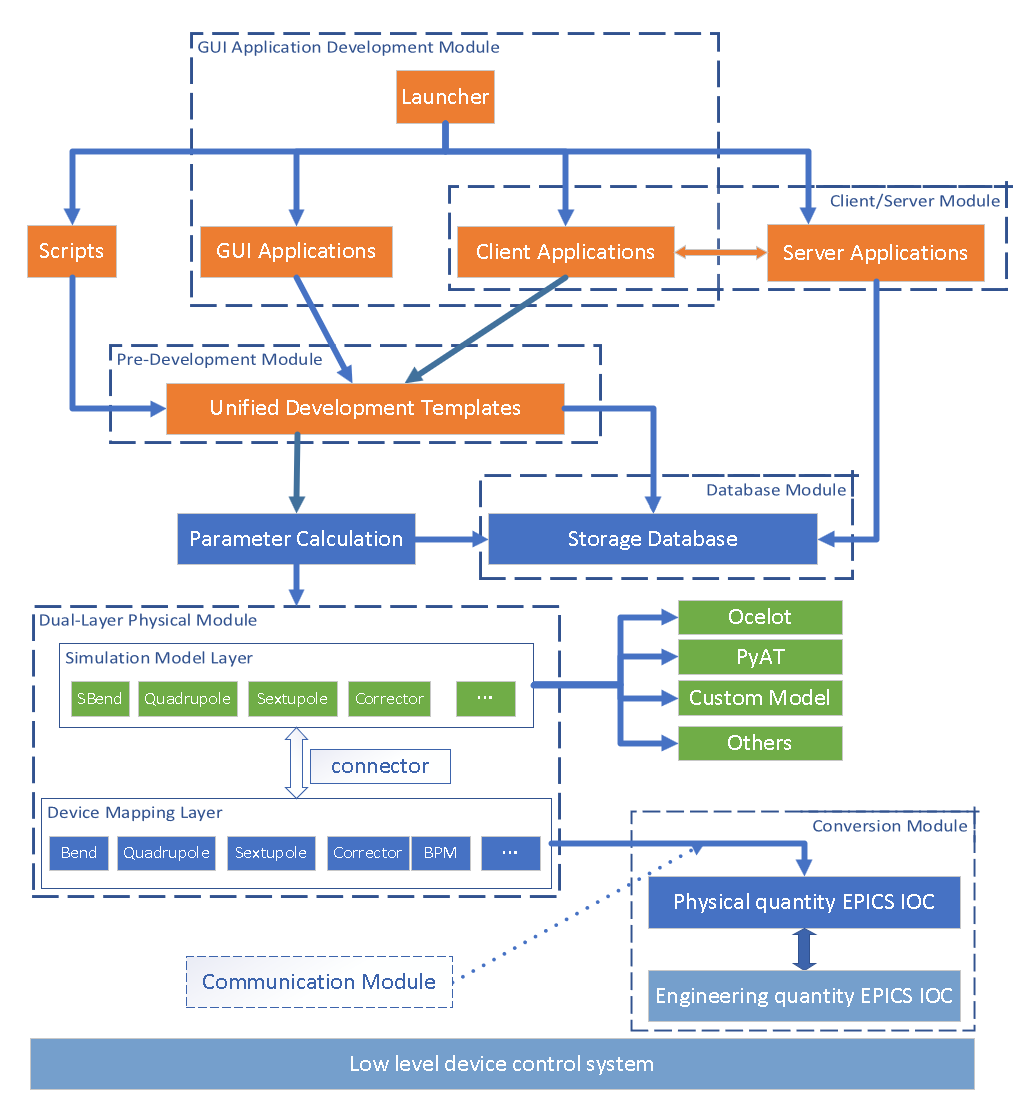 GUI Application Development Module
Launcher
Client/Server Module
Scripts
GUI Applications
Client Applications
Server Applications
Pre-Development Module
Unified Development Templates
Database Module
Parameter Calculation
Storage Database
Dual-Layer Physical Module
Simulation Model Layer
SBend
Quadrupole
Sextupole
Corrector
...
Ocelot
PyAT
Custom Model
Others
connector
Device Mapping Layer
Bend
Quadrupole
Sextupole
Corrector
BPM
...
Conversion Module
Physical quantity EPICS IOC
Communication Module
Engineering quantity EPICS IOC
Low level device control system